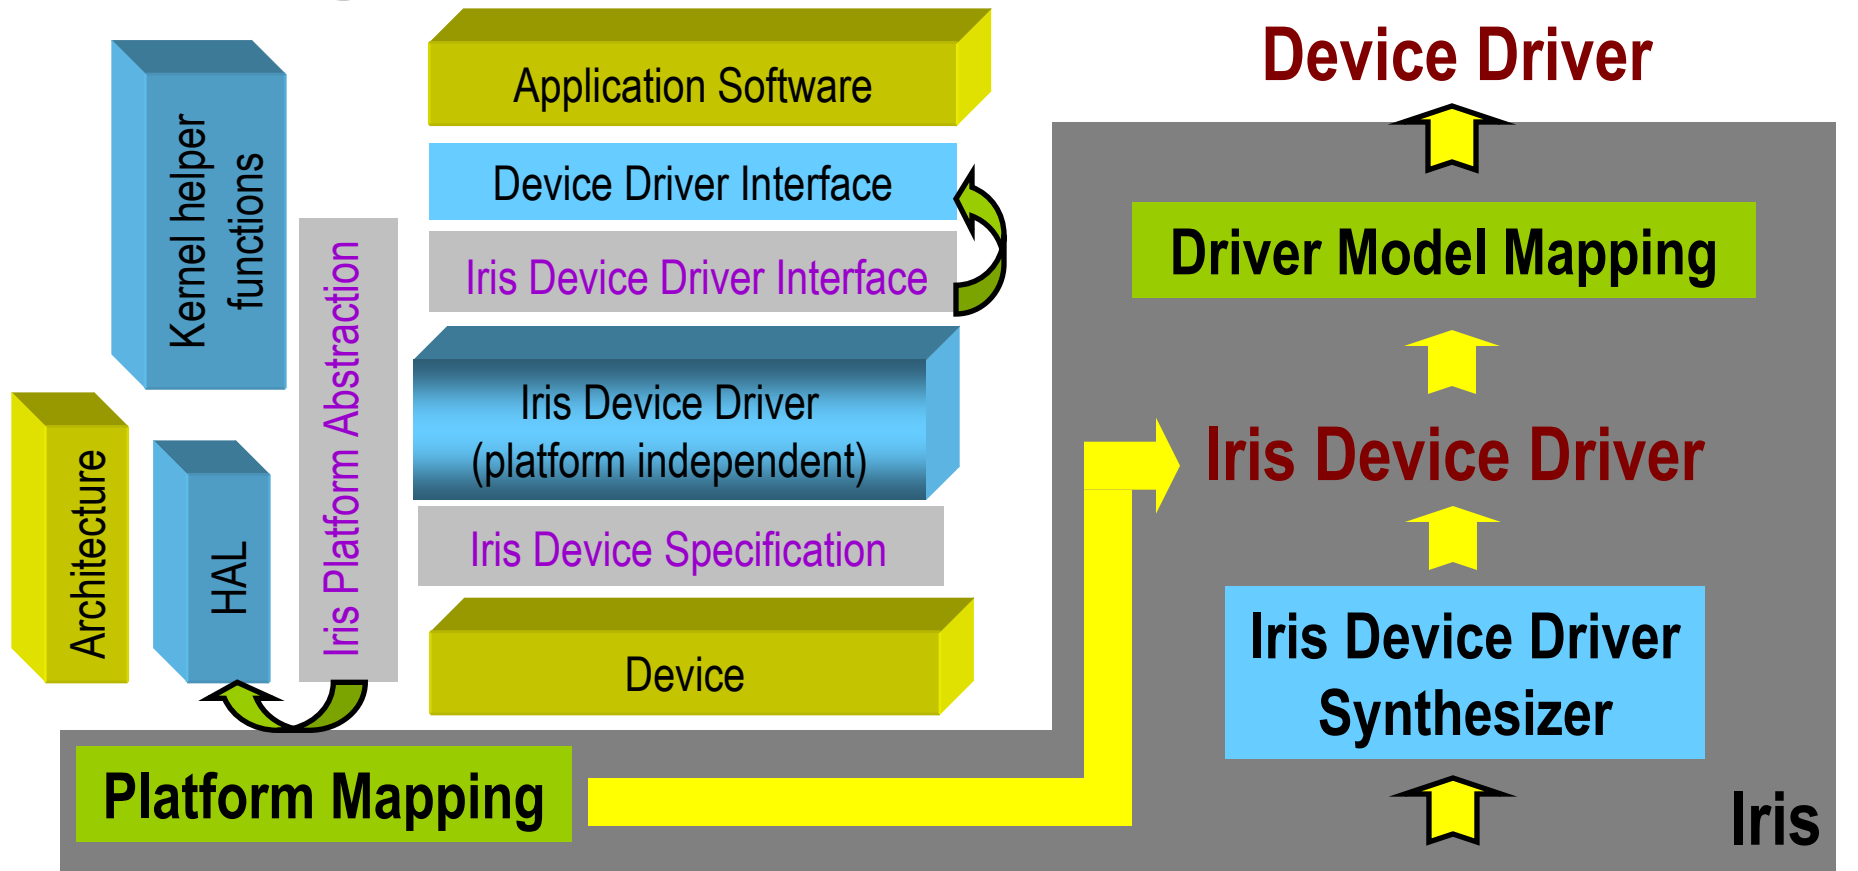 Application Software
Device Driver Interface
Iris Device Driver Interface
Iris Device Driver
(platform independent)
Iris Device Specification
Device
Kernel helper
functions
Iris Platform Abstraction
Architecture
HAL
Platform Mapping
Device Driver
Driver Model Mapping
Iris Device Driver
Iris Device Driver
Synthesizer
Iris